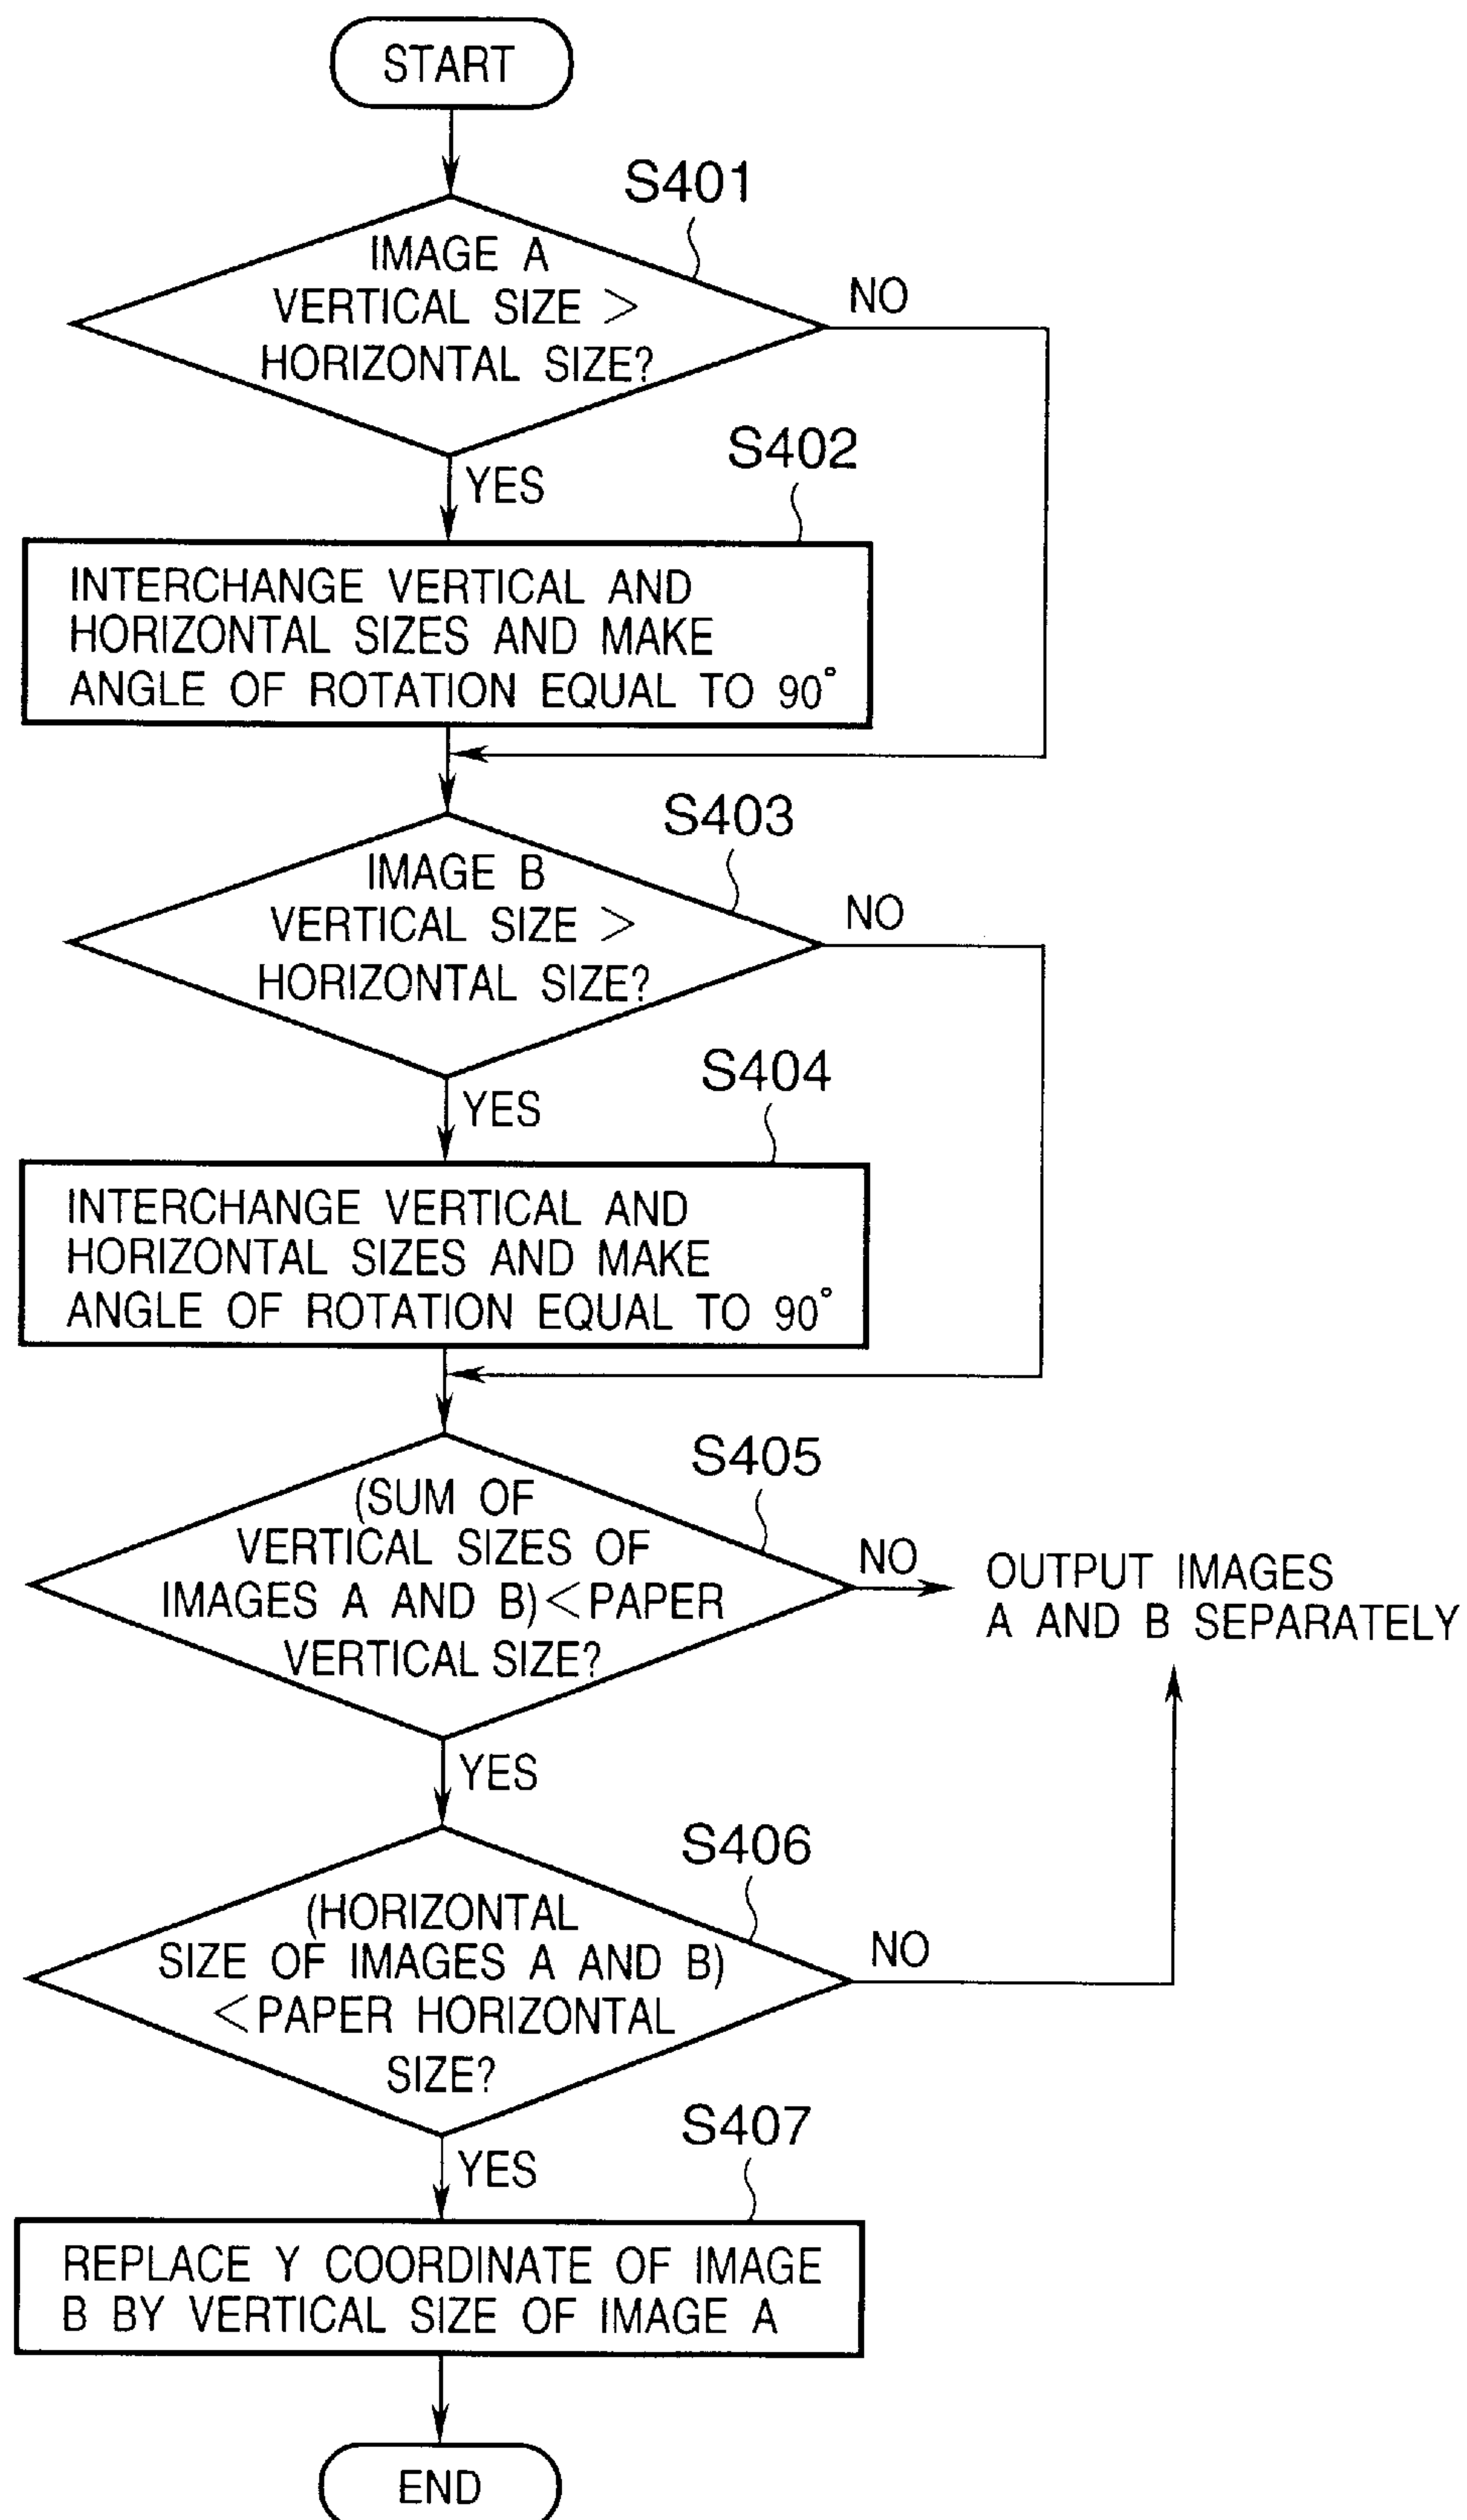 START
S401
IMAGE A
VERTICAL SIZE >
HORIZONTAL SIZE?
NO
YES
S402
INTERCHANGE VERTICAL AND
HORIZONTAL SIZES AND MAKE
ANGLE OF ROTATION EQUAL TO 90°
S403
IMAGE B
VERTICAL SIZE >
HORIZONTAL SIZE?
NO
YES
S404
INTERCHANGE VERTICAL AND
HORIZONTAL SIZES AND MAKE
ANGLE OF ROTATION EQUAL TO 90°
S405
(SUM OF
VERTICAL SIZES OF
IMAGES A AND B)<PAPER
VERTICAL SIZE?
NO
OUTPUT IMAGES
A AND B SEPARATELY
YES
S406
(HORIZONTAL
SIZE OF IMAGES A AND B)
<PAPER HORIZONTAL
SIZE?
NO
YES
S407
REPLACE Y COORDINATE OF IMAGE
B BY VERTICAL SIZE OF IMAGE A
END